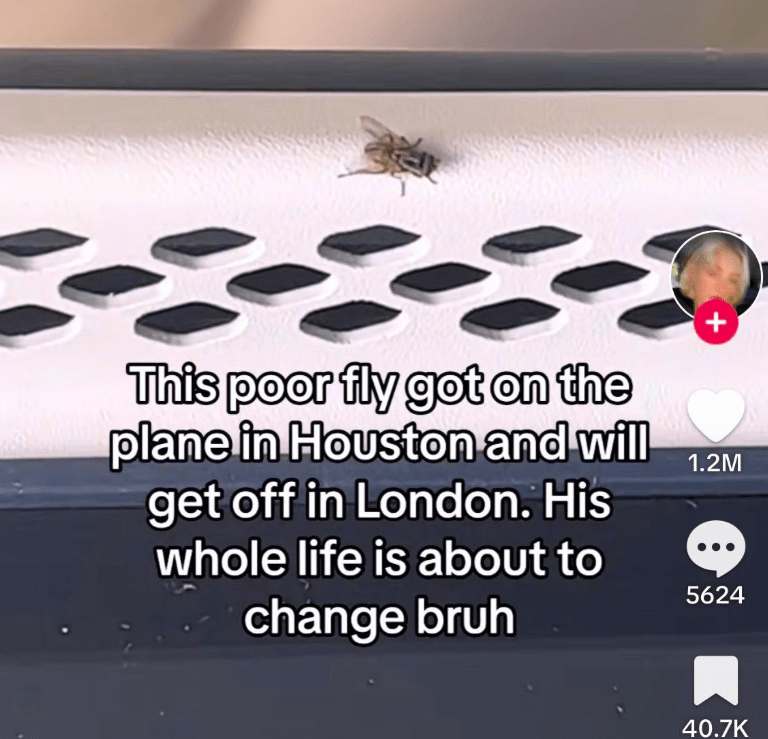 This poor fly got on the
plane in Houston and will
get off in London. His
whole life is about to
change bruh
1.2M
5624
40.7K